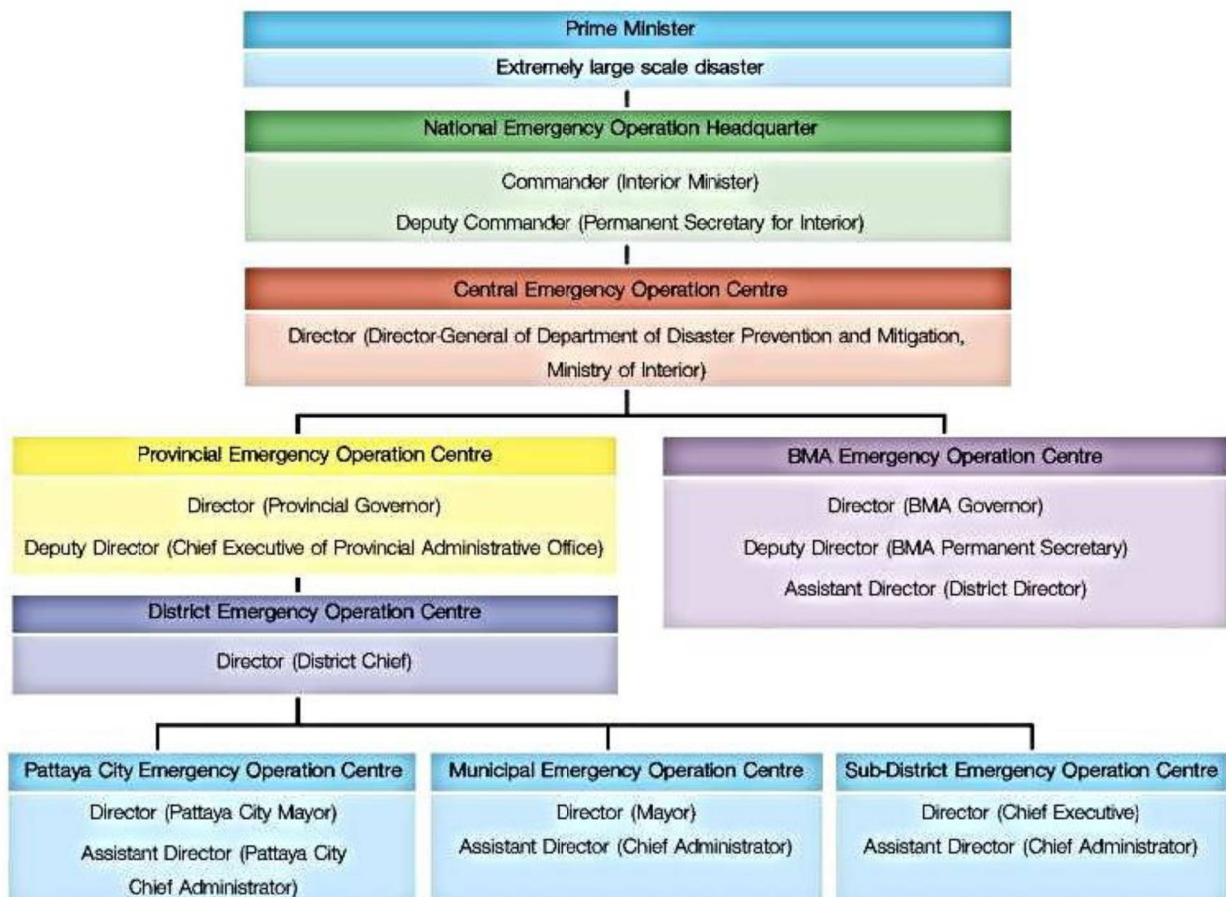 Prime Minister
Extremely large scale disaster
National Emergency Operation Headquarter
Commander (Interior Minister)
Deputy Commander (Permanent Secretary for Interior)
Central Emergency Operation Centre
Director (Director-General of Department of Disaster Prevention and Mitigation,
Ministry of Interior)
Provincial Emergency Operation Centre
Director (Provincial Governor)
Deputy Director (Chief Executive of Provincial Administrative Office)
BMA Emergency Operation Centre
Director (BMA Governor)
Deputy Director (BMA Permanent Secretary)
Assistant Director (District Director)
District Emergency Operation Centre
Director (District Chief)
Pattaya City Emergency Operation Centre
Director (Pattaya City Mayor)
Assistant Director (Pattaya City
Chief Administrator)
Municipal Emergency Operation Centre
Director (Mayor)
Assistant Director (Chief Administrator)
Sub-District Emergency Operation Centre
Director (Chief Executive)
Assistant Director (Chief Administrator)